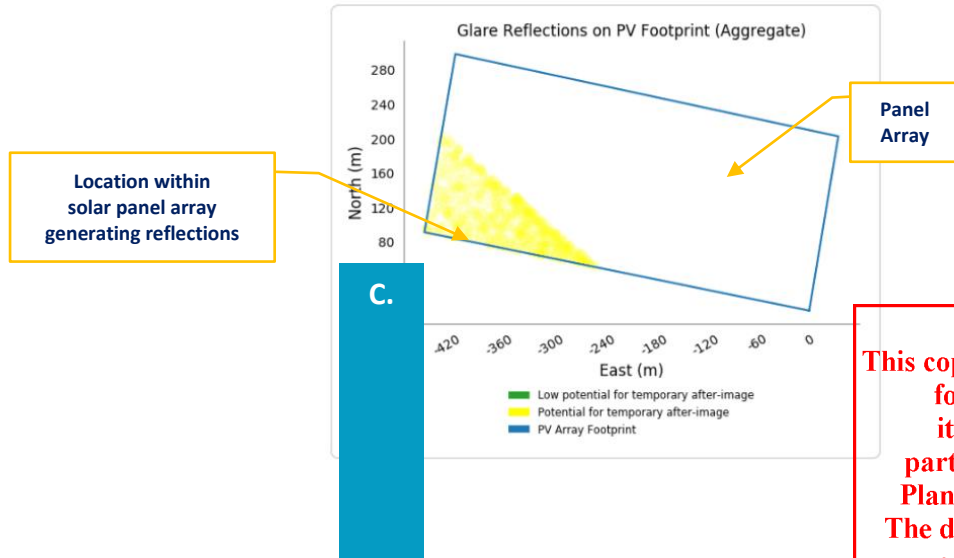 Glare Reflections on PV Footprint (Aggregate)
280
240
200
160
120
80
North (m)
Panel
Array
Location within
solar panel array
generating reflections
C.
-420
-360
-300
-240
-180
-120
-60
0
East (m)
Low potential for temporary after-image
Potential for temporary after-image
PV Array Footprint
This cop
fo
it
part
Plan
The d